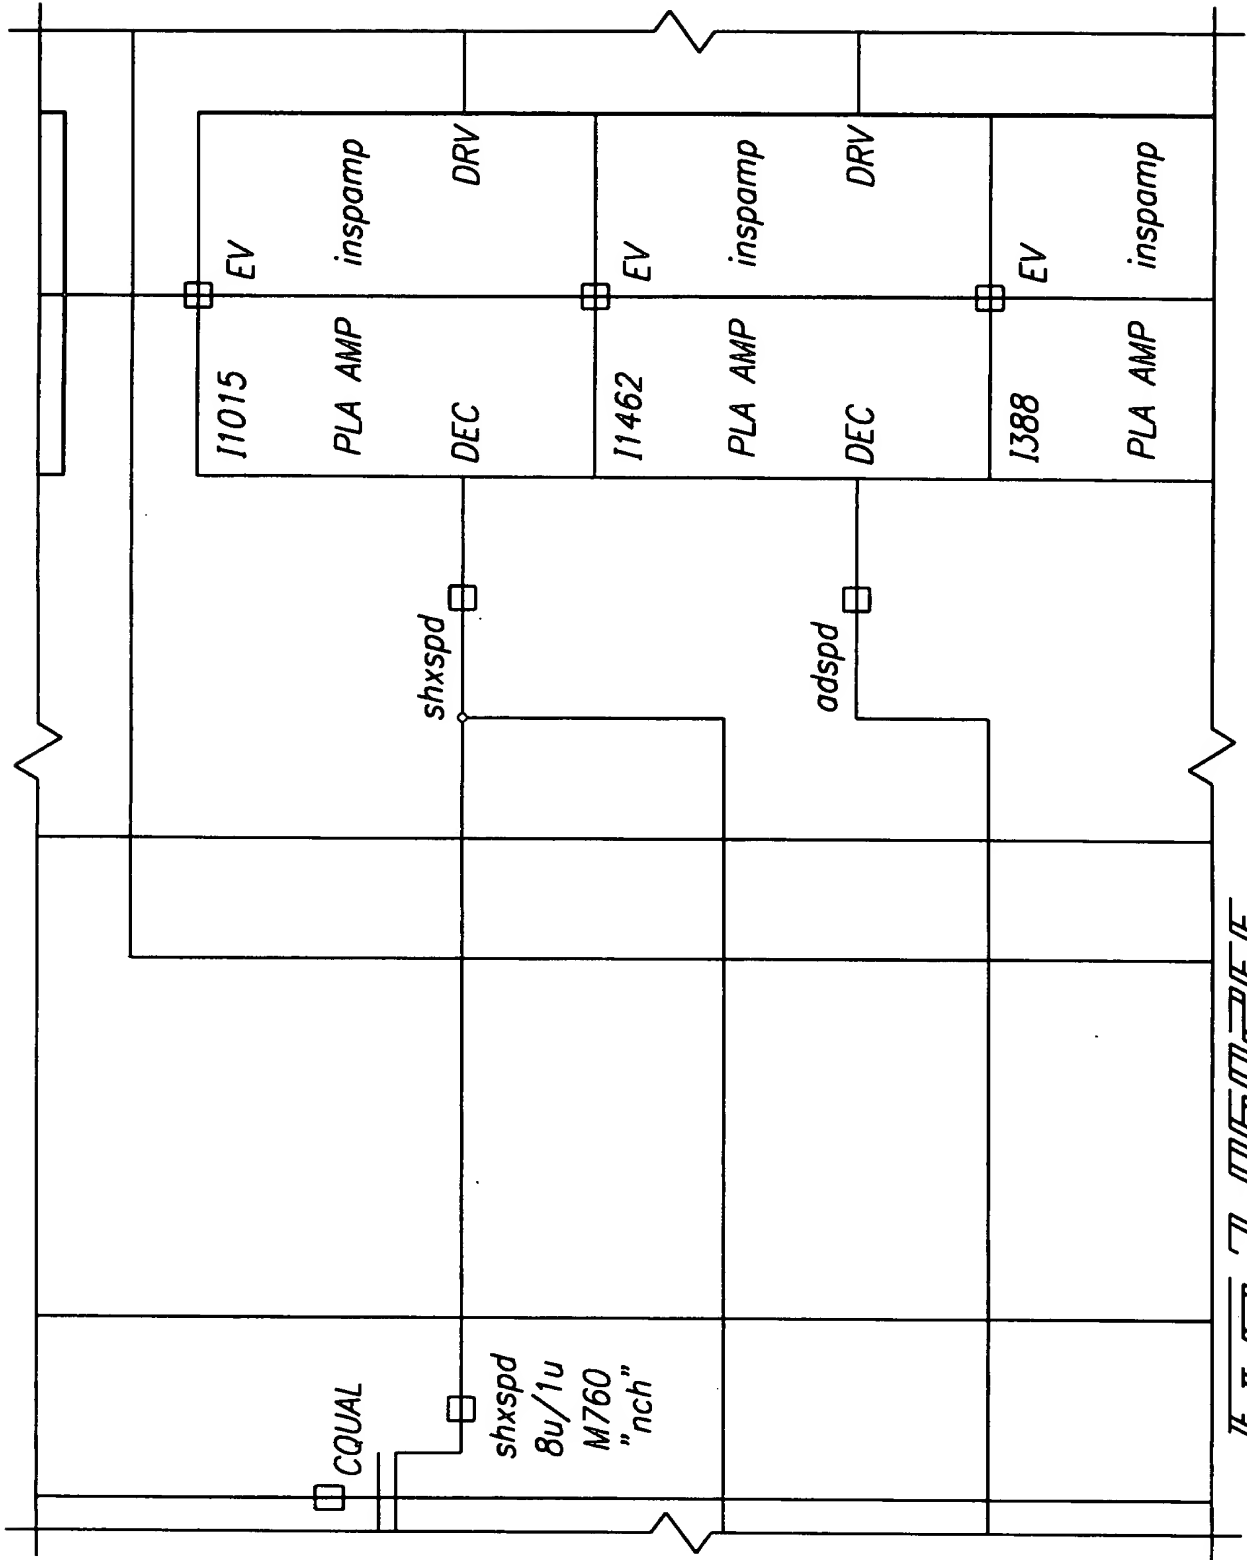 I1015 EV
CQUAL
PLA AMP inspamp
shxspd
DEC DRV
shxspd
8u/1u
M760
"nch"
I1462 EV
PLA AMP inspamp
adspd
DEC DRV
I388 EV
PLA AMP inspamp